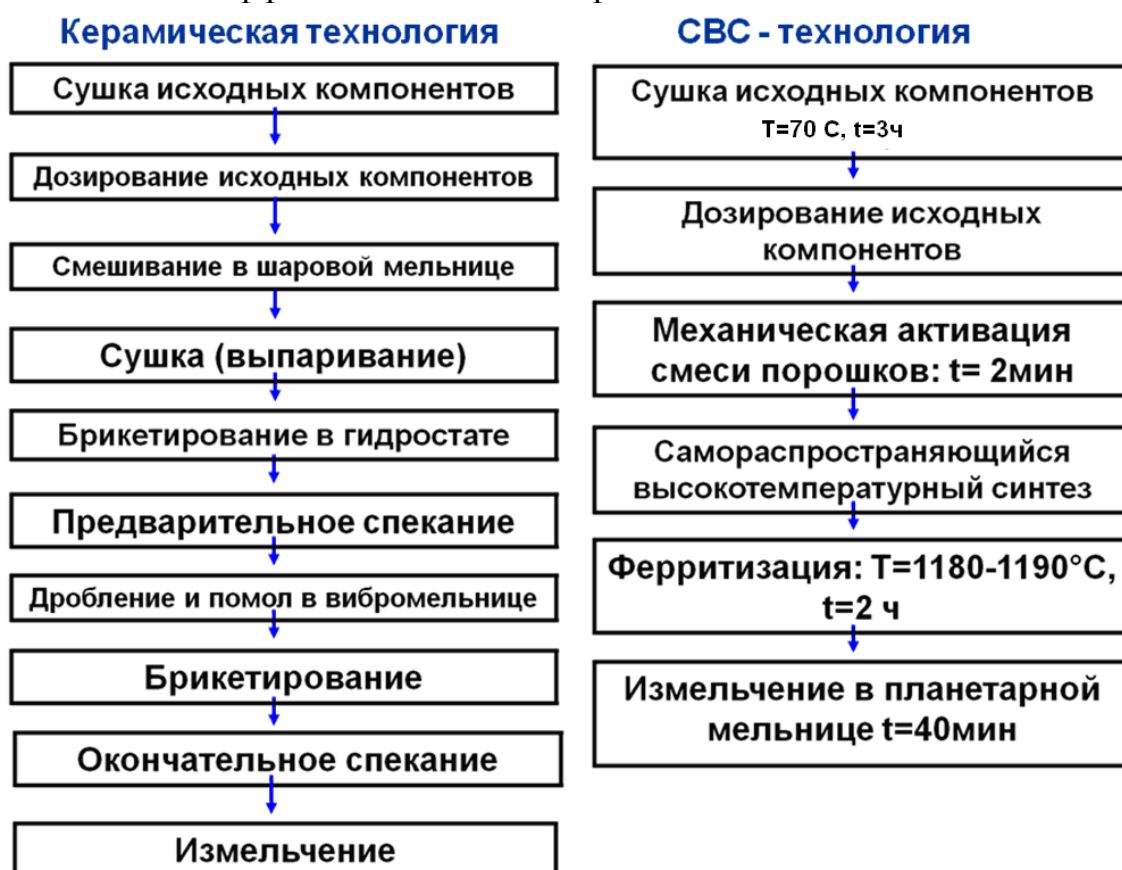 Керамическая технология
Сушка исходных компонентов
Дозирование исходных компонентов
Смешивание в шаровой мельнице
Сушка (выпаривание)
Брикетирование в гидростате
Предварительное спекание
Дробление и помол в вибромельнице
Брикетирование
Окончательное спекание
Измельчение
СВС - технология
Сушка исходных компонентов
T=70 C, t=3ч
Дозирование исходных
компонентов
Механическая активация
смеси порошков: t= 2мин
Самораспространяющийся
высокотемпературный синтез
Ферритизация: T=1180-1190°C,
t=2 ч
Измельчение в планетарной
мельнице t=40мин